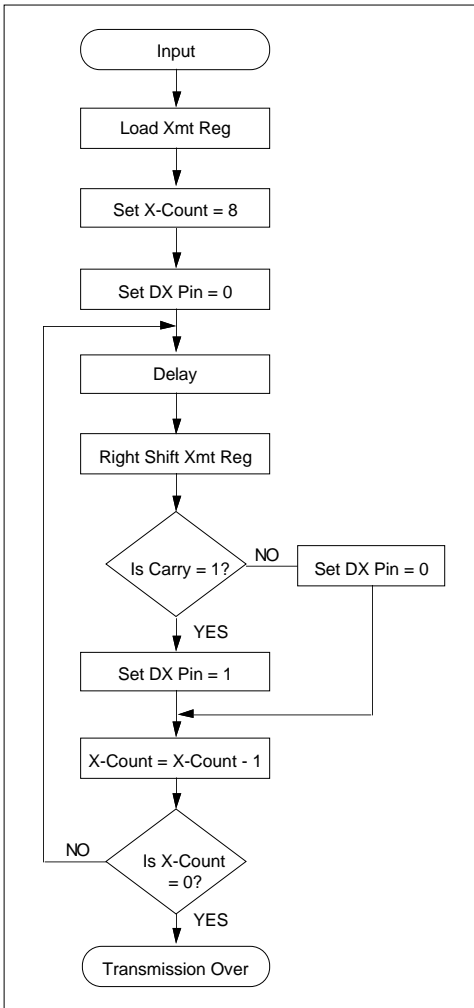 Input
Load Xmt Reg
Set X-Count = 8
Set DX Pin = 0
Delay
Right Shift Xmt Reg
Is Carry = 1?
NO
Set DX Pin = 0
YES
Set DX Pin = 1
X-Count = X-Count - 1
NO
Is X-Count
= 0?
YES
Transmission Over